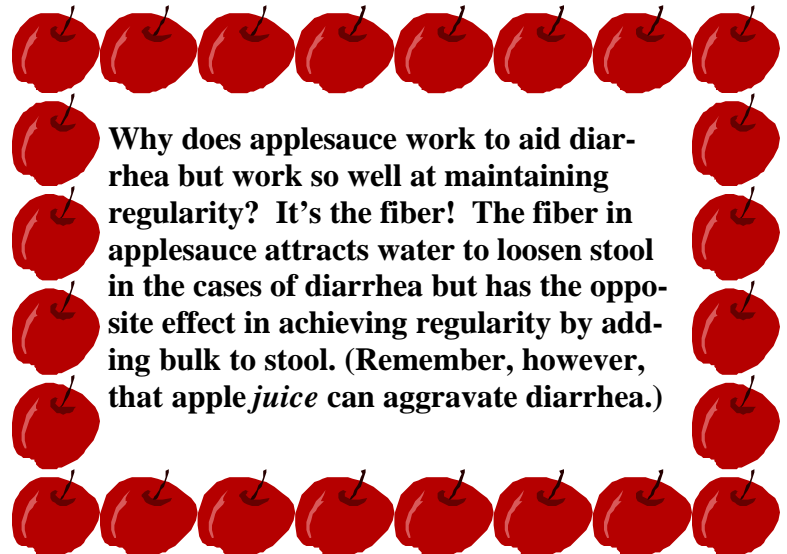 Why does applesauce work to aid diar-
rhea but work so well at maintaining
regularity?  It’s the fiber!  The fiber in
applesauce attracts water to loosen stool
in the cases of diarrhea but has the oppo-
site effect in achieving regularity by add-
ing bulk to stool. (Remember, however,
that apple juice can aggravate diarrhea.)